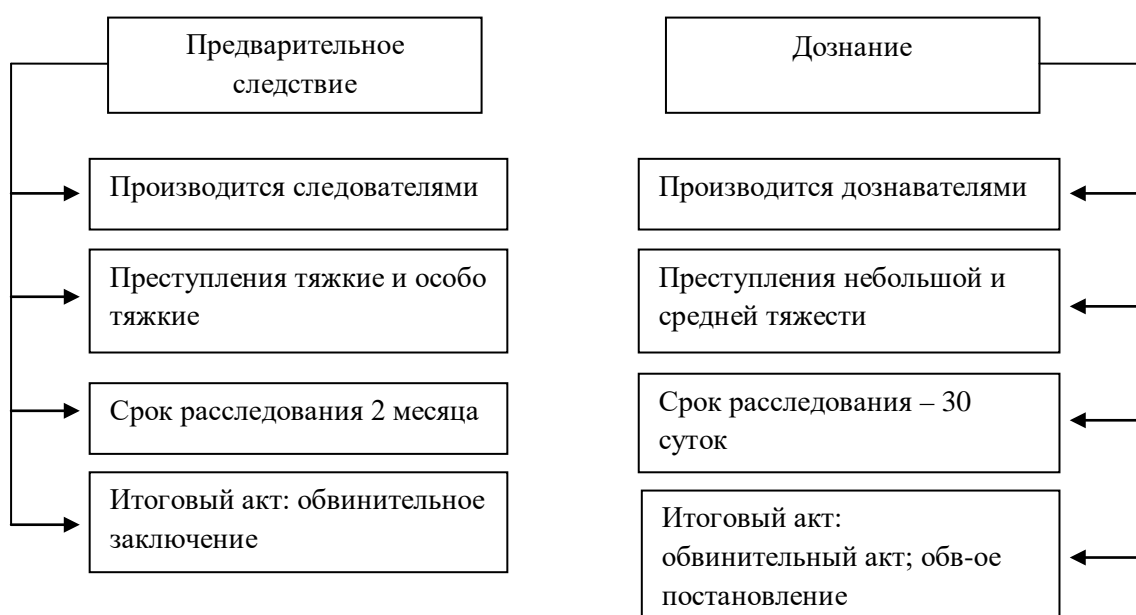 Предварительное
следствие
Производится следователями
Преступления тяжкие и особо
тяжкие
Срок расследования 2 месяца
Итоговый акт: обвинительное
заключение
Дознание
Производится дознавателями
Преступления небольшой и
средней тяжести
Срок расследования – 30
суток
Итоговый акт:
обвинительный акт; обв-ое
постановление